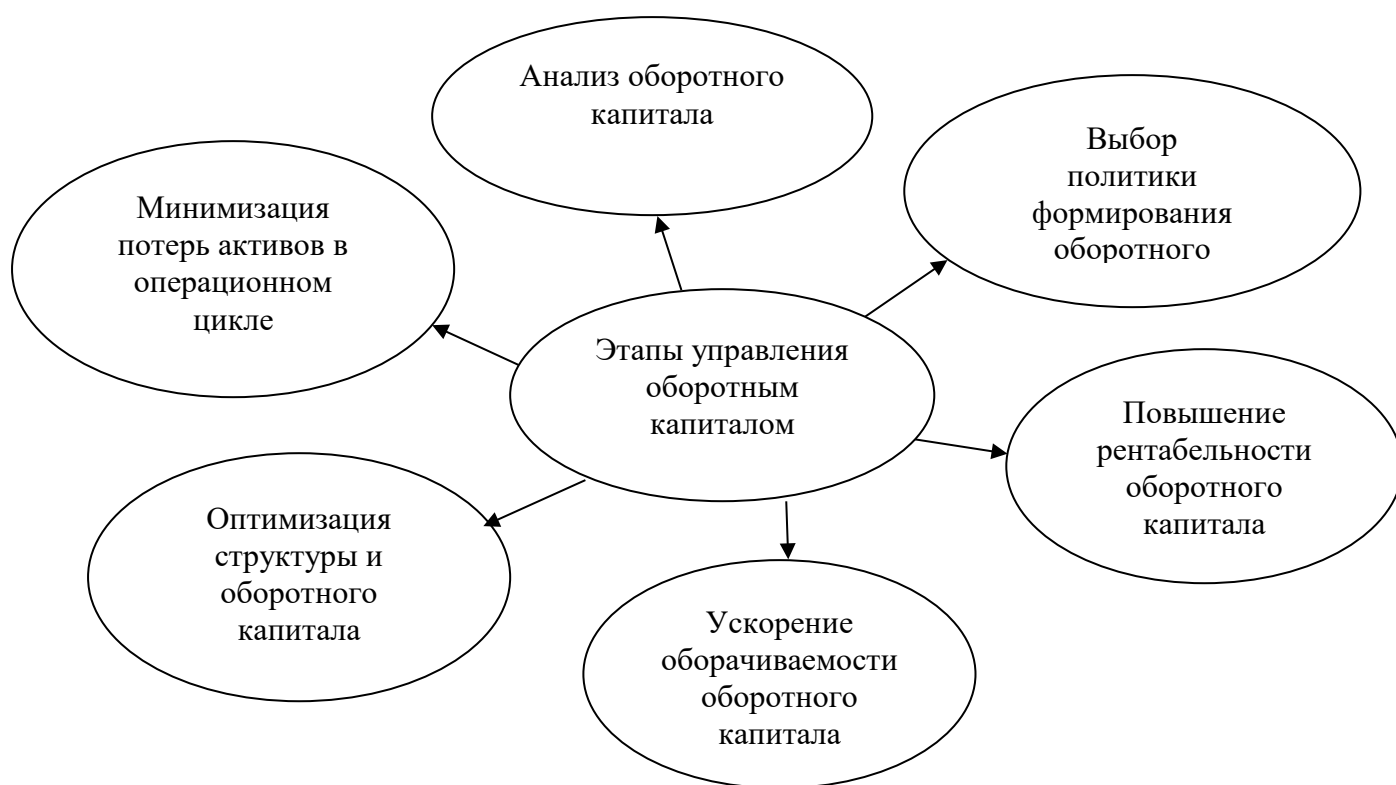 Анализ оборотного
капитала
Выбор
политики
формирования
оборотного
Минимизация
потерь активов в
операционном
цикле
Этапы управления
оборотным
капиталом
Повышение
рентабельности
оборотного
капитала
Оптимизация
структуры и
оборотного
капитала
Ускорение
оборачиваемости
оборотного
капитала